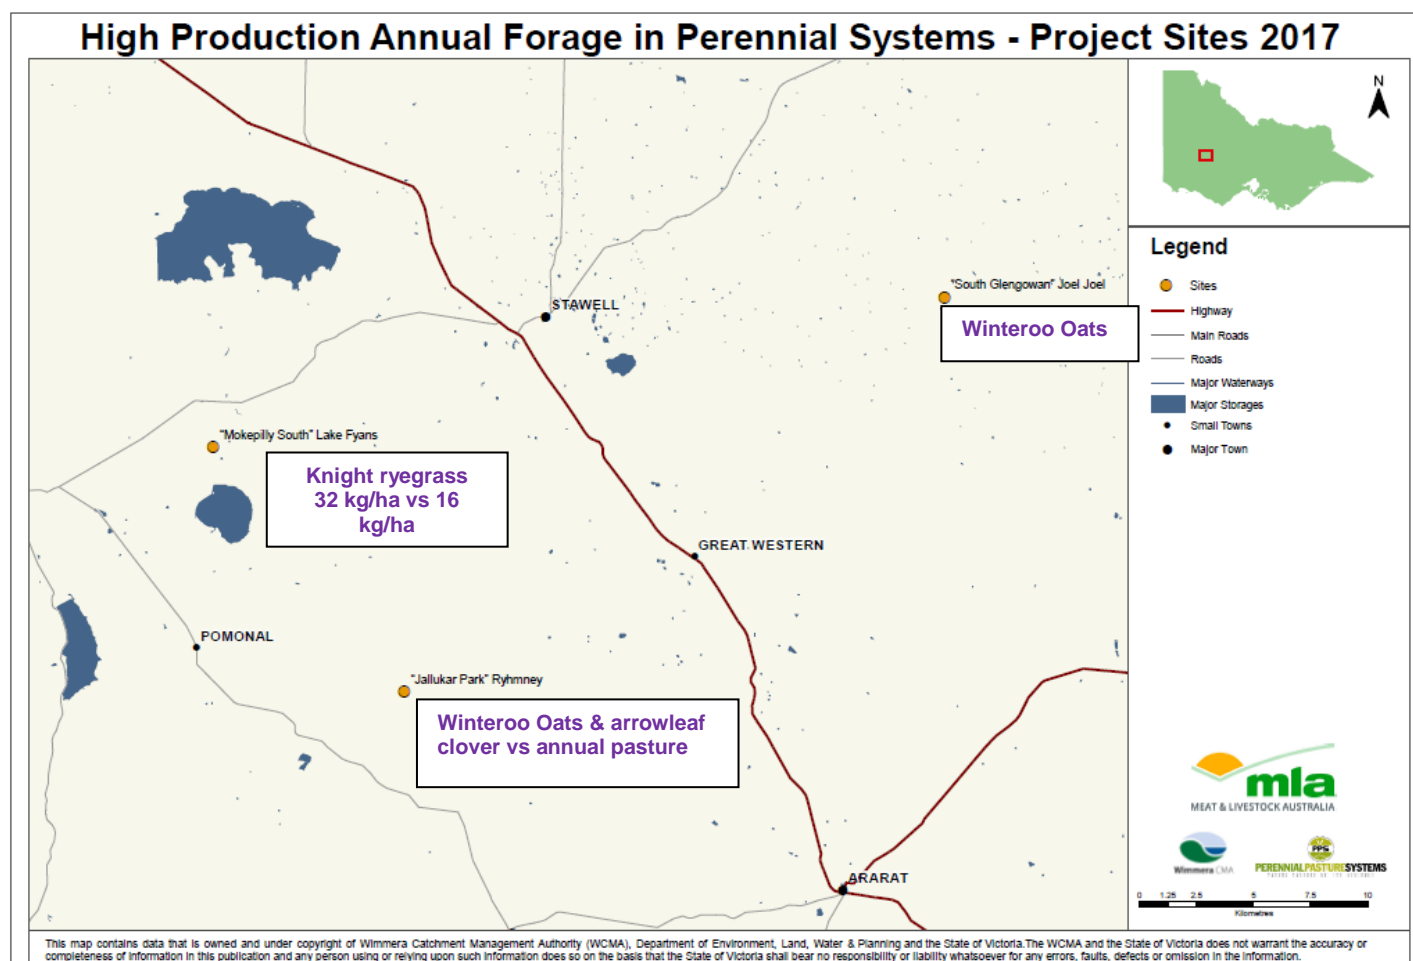 High Production Annual Forage in Perennial Systems - Project Sites 2017
N
Legend
Sites
Highway
Main Roads
Roads
Major Waterways
Major Storages
Small Towns
Major Town
"South Glengowan" Joel Joel
Winteroo Oats
STAWELL
"Mokepilly South" Lake Fyans
Knight ryegrass
32 kg/ha vs 16
kg/ha
GREAT WESTERN
POMONAL
"Jallukar Park" Ryhmney
Winteroo Oats & arrowleaf
clover vs annual pasture
ARARAT
mla
MEAT & LIVESTOCK AUSTRALIA
Wimmera CMA
PPS
PERENNIALPASTURESYSTEMS
0 1.25 2.5 5 7.5 10
Kilometres
This map contains data that is owned and under copyright of Wimmera Catchment Management Authority (WCMA), Department of Environment, Land, Water & Planning and the State of Victoria.The WCMA and the State of Victoria does not warrant the accuracy or
completeness of information in this publication and any person using or relying upon such information does so on the basis that the State of Victoria shall bear no responsibility or liability whatsoever for any errors, faults, defects or omission in the information.